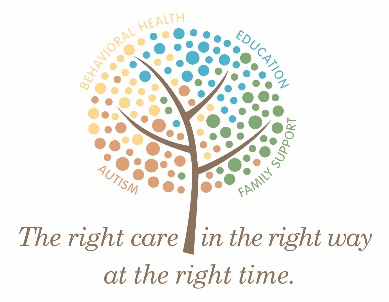 BEHAVIORAL HEALTH
EDUCATION
AUTISM
FAMILY SUPPORT
The right care in the right way
at the right time.